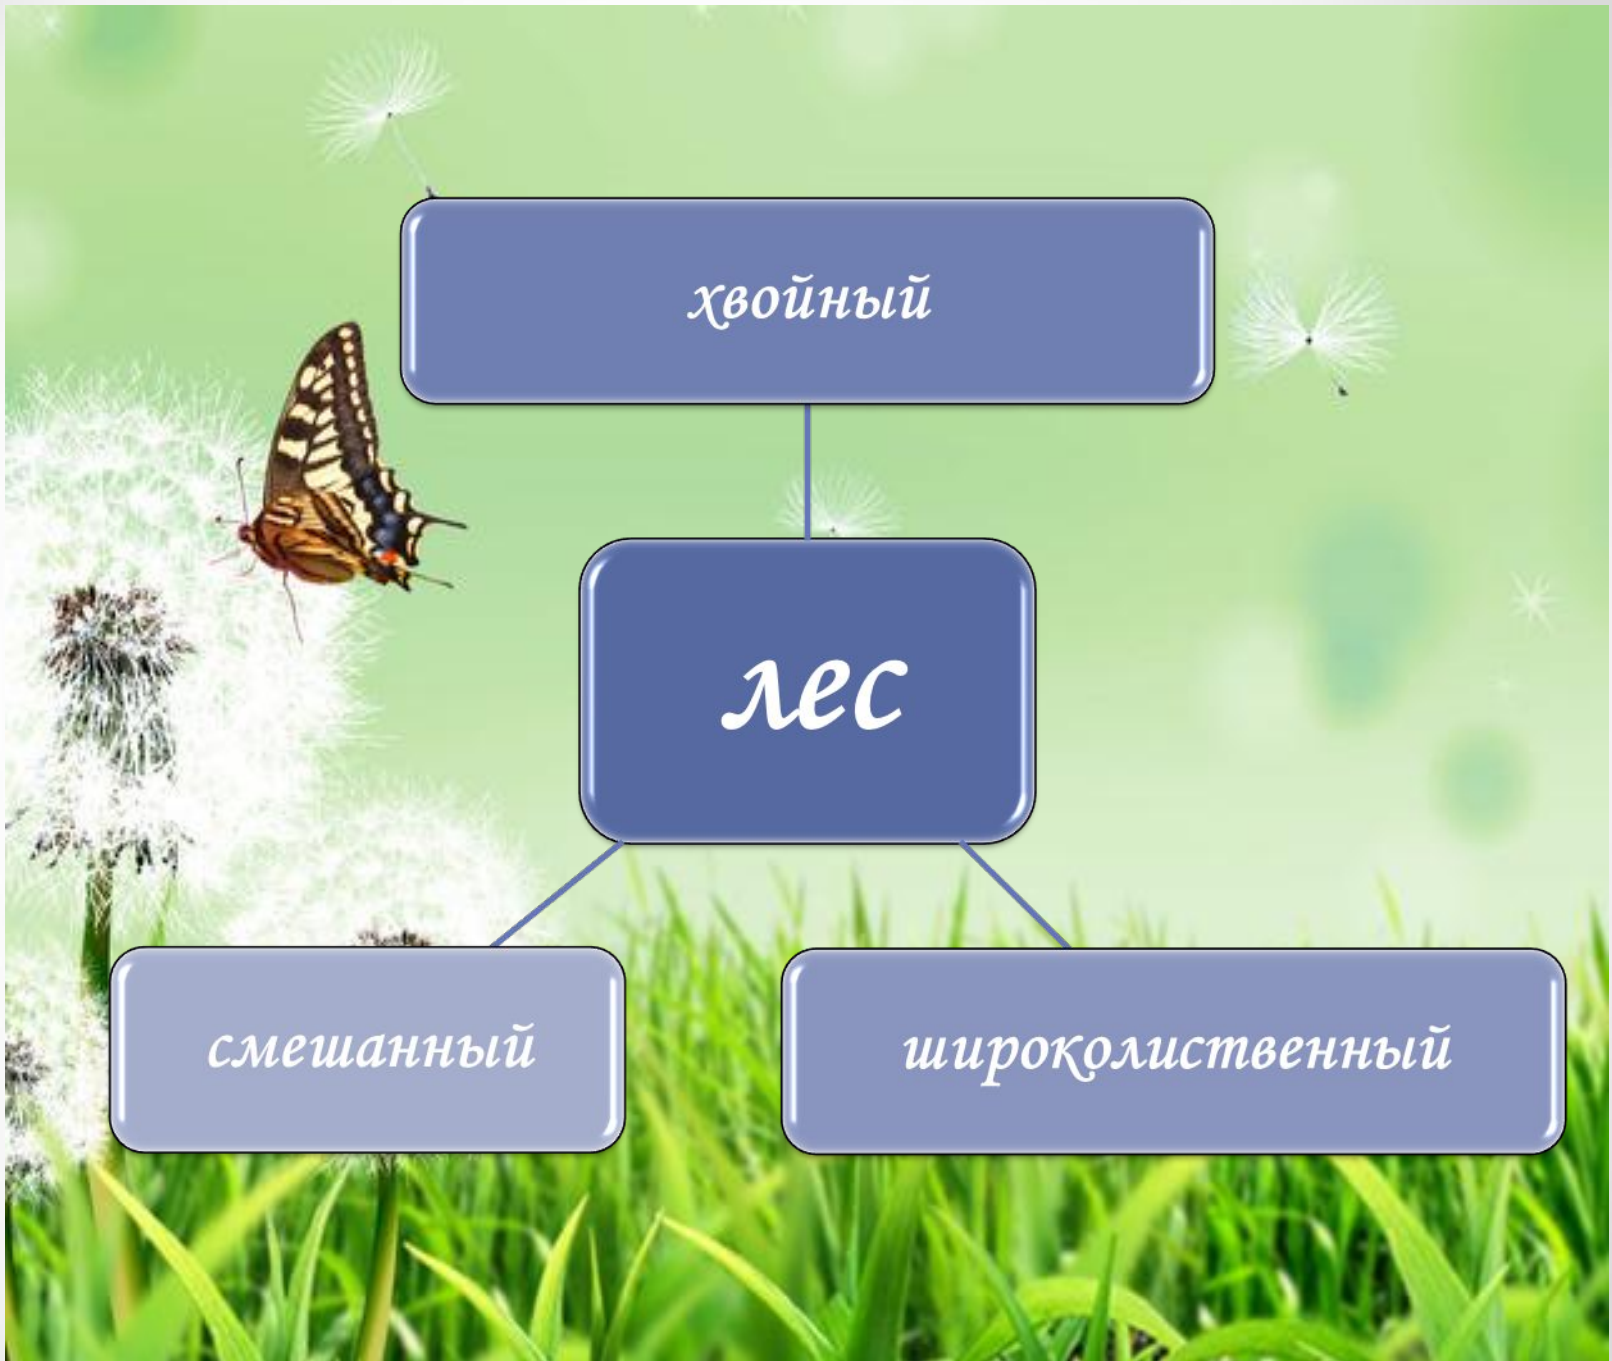 хвойный
лес
смешанный
широколиственный